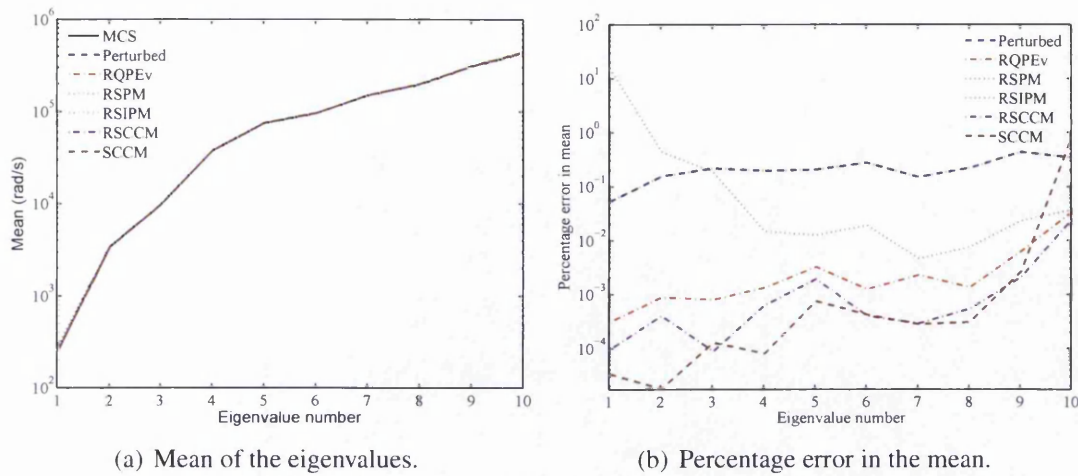 10^6
10^5
10^4
10^3
10^2
Mean (rad/s)
MCS
Perturbed
RQPEv
RSPM
RSIPM
RSCCM
SCCM
1 2 3 4 5 6 7 8 9 10
Eigenvalue number
(a) Mean of the eigenvalues.
10^2
10^1
10^0
10^-1
10^-2
10^-3
10^-4
Percentage error in mean
Perturbed
RQPEv
RSPM
RSIPM
RSCCM
SCCM
1 2 3 4 5 6 7 8 9 10
Eigenvalue number
(b) Percentage error in the mean.